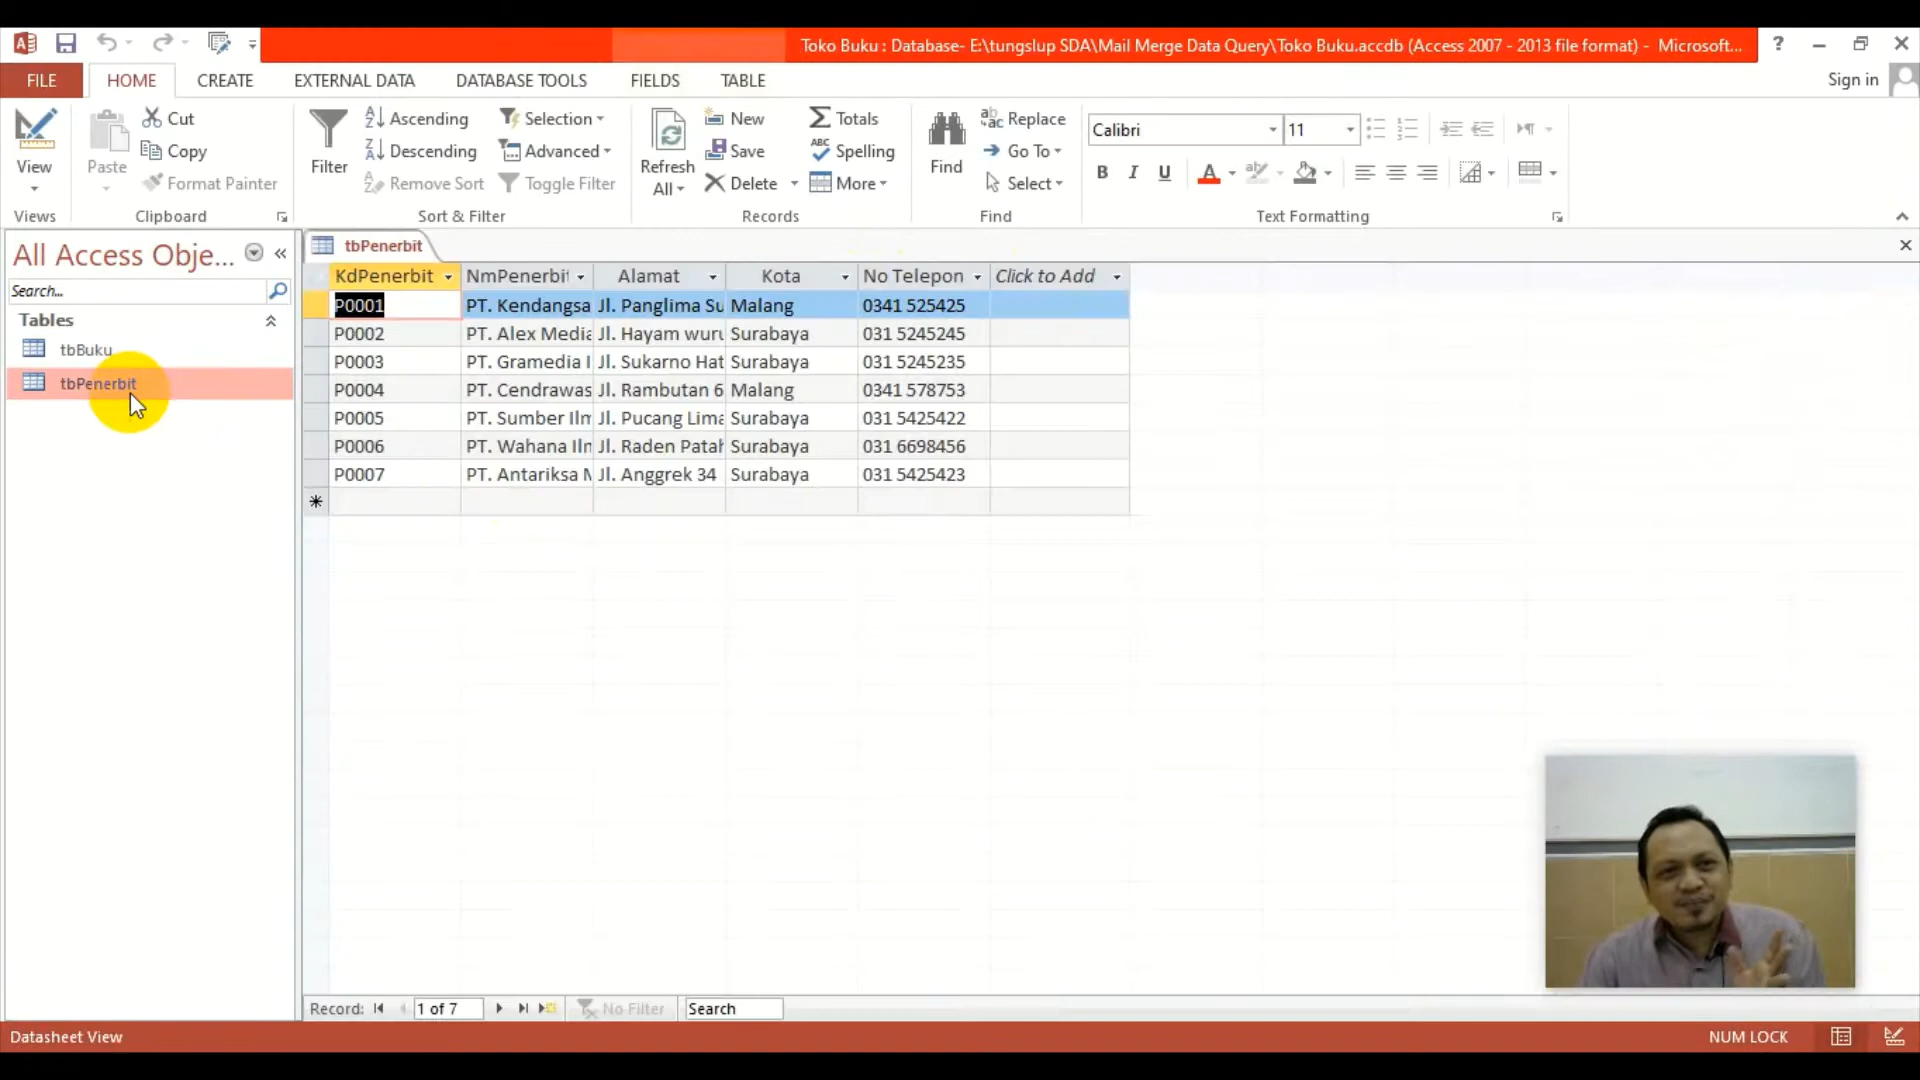 Toko Buku : Database- E:\tungslup SDA\Mail Merge Data Query\Toko Buku.accdb (Access 2007 - 2013 file format) - Microsoft... ?
FILE HOME CREATE EXTERNAL DATA DATABASE TOOLS FIELDS TABLE Sign in
View Paste Cut Copy Format Painter
Filter Ascending Descending Remove Sort Selection Advanced Toggle Filter
Refresh All New Save Delete Totals Spelling More
Find Replace Go To Select
Calibri 11
B I U A
Views Clipboard Sort & Filter Records Find Text Formatting
All Access Obje...
Search...
Tables
tbBuku
tbPenerbit
tbPenerbit
KdPenerbit NmPenerbit Alamat Kota No Telepon Click to Add
P0001 PT. Kendangsa Jl. Panglima Su Malang 0341 525425
P0002 PT. Alex Media Jl. Hayam wuru Surabaya 031 5245245
P0003 PT. Gramedia I Jl. Sukarno Hat Surabaya 031 5245235
P0004 PT. Cendrawas Jl. Rambutan 6 Malang 0341 578753
P0005 PT. Sumber Ilm Jl. Pucang Lima Surabaya 031 5425422
P0006 PT. Wahana Ilm Jl. Raden Patah Surabaya 031 6698456
P0007 PT. Antariksa M Jl. Anggrek 34 Surabaya 031 5425423
Record: 1 of 7 No Filter Search
Datasheet View NUM LOCK